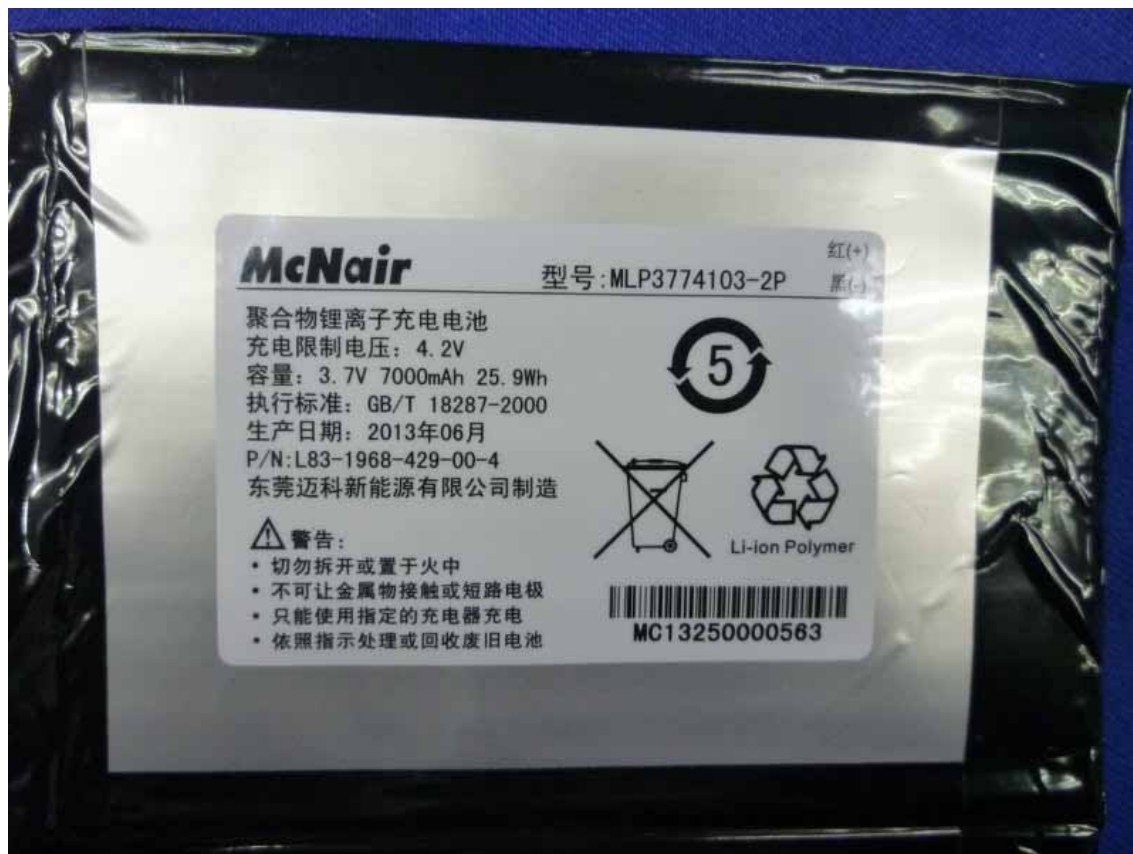 McNair
型号:MLP3774103-2P
红(+)
黑(-)
聚合物锂离子充电电池
充电限制电压: 4.2V
容量: 3.7V 7000mAh 25.9Wh
执行标准: GB/T 18287-2000
生产日期: 2013年06月
P/N:L83-1968-429-00-4
东莞迈科新能源有限公司制造
5
Li-ion Polymer
警告:
• 切勿拆开或置于火中
• 不可让金属物接触或短路电极
• 只能使用指定的充电器充电
• 依照指示处理或回收废旧电池
MC13250000563